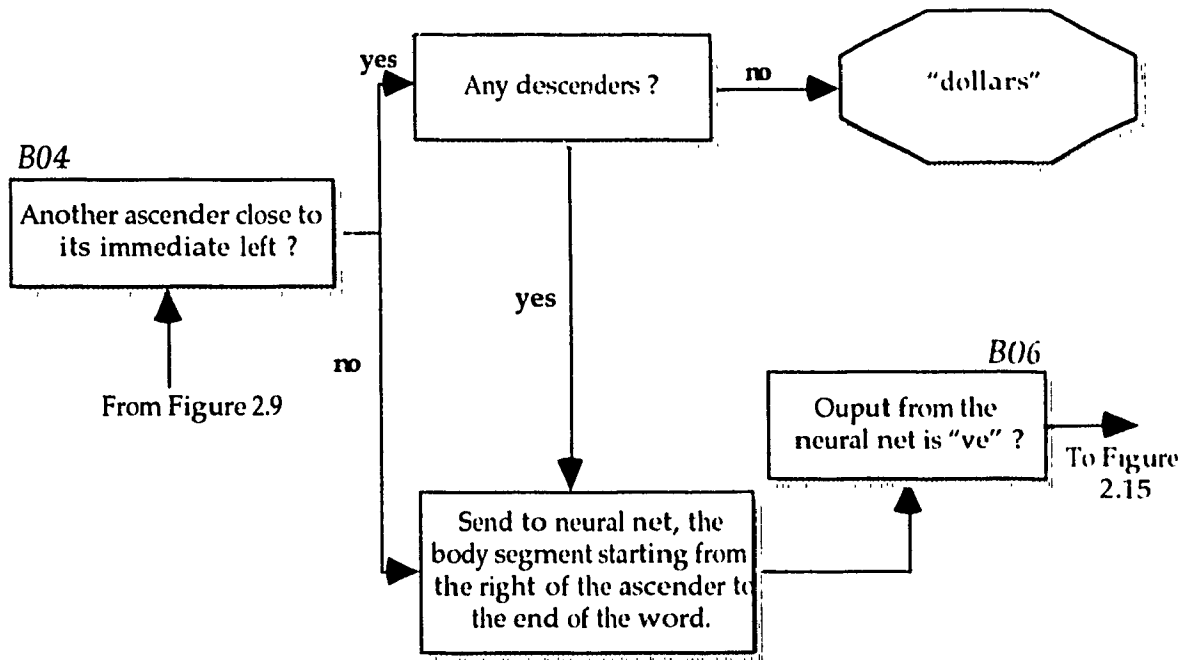 yes
Any descenders ?
no
“dollars”
B04
Another ascender close to
its immediate left ?
yes
no
From Figure 2.9
B06
Ouput from the
neural net is “ve” ?
To Figure
2.15
Send to neural net, the
body segment starting from
the right of the ascender to
the end of the word.